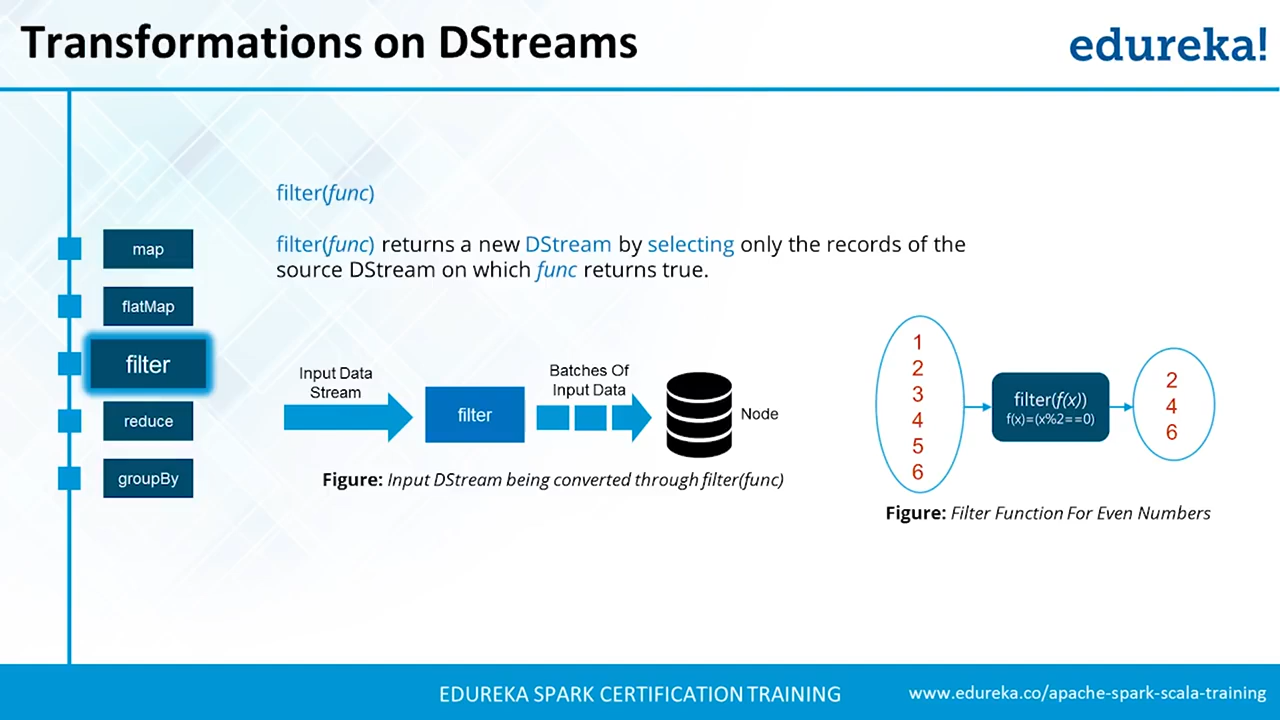 Transformations on DStreams
edureka!
map
flatMap
filter
reduce
groupBy
filter(func)
filter(func) returns a new DStream by selecting only the records of the
source DStream on which func returns true.
Input Data
Stream
filter
Batches Of
Input Data
Node
Figure: Input DStream being converted through filter(func)
1
2
3
4
5
6
filter(f(x))
f(x)=(x%2==0)
2
4
6
Figure: Filter Function For Even Numbers
EDUREKA SPARK CERTIFICATION TRAINING
www.edureka.co/apache-spark-scala-training